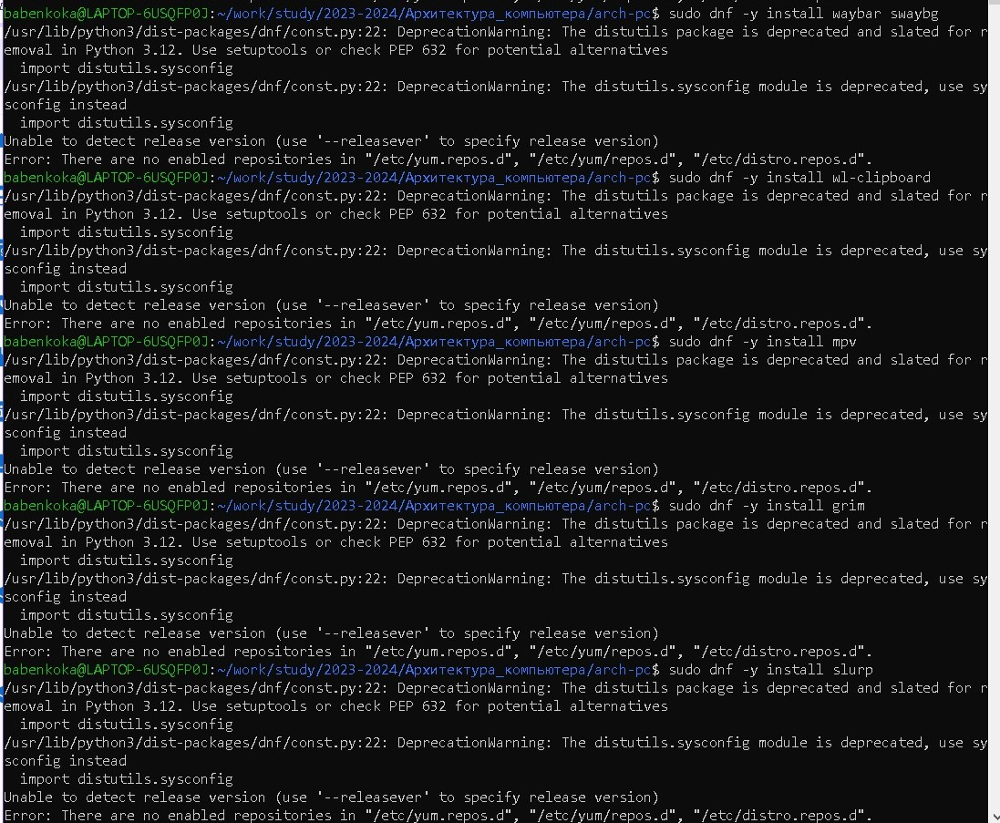 babenkoka@LAPTOP-6USQFP0J:~/work/study/2023-2024/Архитектура_компьютера/arch-pc$ sudo dnf -y install waybar swaybg
/usr/lib/python3/dist-packages/dnf/const.py:22: DeprecationWarning: The distutils package is deprecated and slated for r
emoval in Python 3.12. Use setuptools or check PEP 632 for potential alternatives
  import distutils.sysconfig
/usr/lib/python3/dist-packages/dnf/const.py:22: DeprecationWarning: The distutils.sysconfig module is deprecated, use sy
sconfig instead
  import distutils.sysconfig
Unable to detect release version (use '--releasever' to specify release version)
Error: There are no enabled repositories in "/etc/yum.repos.d", "/etc/yum/repos.d", "/etc/distro.repos.d".
babenkoka@LAPTOP-6USQFP0J:~/work/study/2023-2024/Архитектура_компьютера/arch-pc$ sudo dnf -y install wl-clipboard
/usr/lib/python3/dist-packages/dnf/const.py:22: DeprecationWarning: The distutils package is deprecated and slated for r
emoval in Python 3.12. Use setuptools or check PEP 632 for potential alternatives
  import distutils.sysconfig
/usr/lib/python3/dist-packages/dnf/const.py:22: DeprecationWarning: The distutils.sysconfig module is deprecated, use sy
sconfig instead
  import distutils.sysconfig
Unable to detect release version (use '--releasever' to specify release version)
Error: There are no enabled repositories in "/etc/yum.repos.d", "/etc/yum/repos.d", "/etc/distro.repos.d".
babenkoka@LAPTOP-6USQFP0J:~/work/study/2023-2024/Архитектура_компьютера/arch-pc$ sudo dnf -y install mpv
/usr/lib/python3/dist-packages/dnf/const.py:22: DeprecationWarning: The distutils package is deprecated and slated for r
emoval in Python 3.12. Use setuptools or check PEP 632 for potential alternatives
  import distutils.sysconfig
/usr/lib/python3/dist-packages/dnf/const.py:22: DeprecationWarning: The distutils.sysconfig module is deprecated, use sy
sconfig instead
  import distutils.sysconfig
Unable to detect release version (use '--releasever' to specify release version)
Error: There are no enabled repositories in "/etc/yum.repos.d", "/etc/yum/repos.d", "/etc/distro.repos.d".
babenkoka@LAPTOP-6USQFP0J:~/work/study/2023-2024/Архитектура_компьютера/arch-pc$ sudo dnf -y install grim
/usr/lib/python3/dist-packages/dnf/const.py:22: DeprecationWarning: The distutils package is deprecated and slated for r
emoval in Python 3.12. Use setuptools or check PEP 632 for potential alternatives
  import distutils.sysconfig
/usr/lib/python3/dist-packages/dnf/const.py:22: DeprecationWarning: The distutils.sysconfig module is deprecated, use sy
sconfig instead
  import distutils.sysconfig
Unable to detect release version (use '--releasever' to specify release version)
Error: There are no enabled repositories in "/etc/yum.repos.d", "/etc/yum/repos.d", "/etc/distro.repos.d".
babenkoka@LAPTOP-6USQFP0J:~/work/study/2023-2024/Архитектура_компьютера/arch-pc$ sudo dnf -y install slurp
/usr/lib/python3/dist-packages/dnf/const.py:22: DeprecationWarning: The distutils package is deprecated and slated for r
emoval in Python 3.12. Use setuptools or check PEP 632 for potential alternatives
  import distutils.sysconfig
/usr/lib/python3/dist-packages/dnf/const.py:22: DeprecationWarning: The distutils.sysconfig module is deprecated, use sy
sconfig instead
  import distutils.sysconfig
Unable to detect release version (use '--releasever' to specify release version)
Error: There are no enabled repositories in "/etc/yum.repos.d", "/etc/yum/repos.d", "/etc/distro.repos.d".